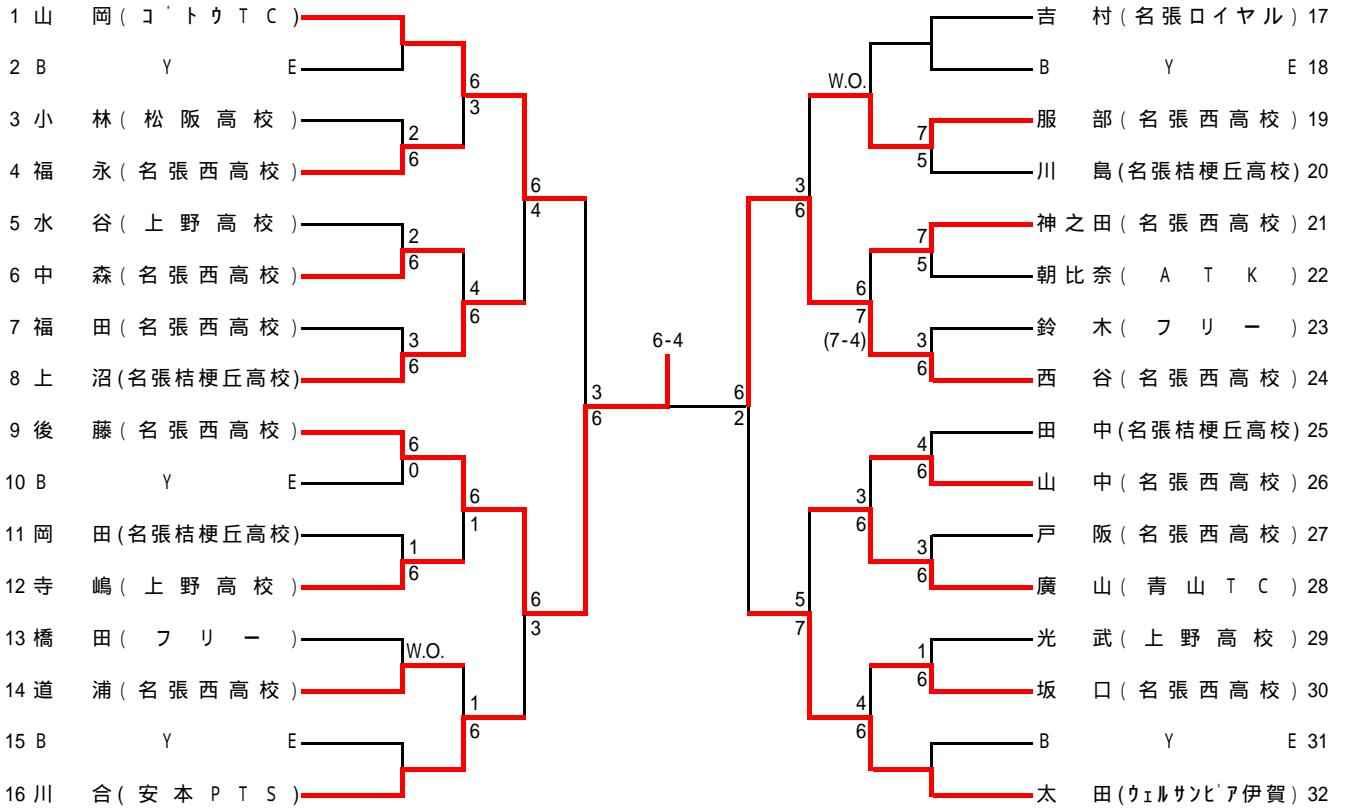 1 山 岡 ( ゴトウTC )
2 B Y E
3 小 林 ( 松阪高校 )
4 福 永 ( 名張西高校 )
5 水 谷 ( 上野高校 )
6 中 森 ( 名張西高校 )
7 福 田 ( 名張西高校 )
8 上 沼 (名張桔梗丘高校)
9 後 藤 ( 名張西高校 )
10 B Y E
11 岡 田 (名張桔梗丘高校)
12 寺 嶋 ( 上野高校 )
13 橋 田 ( フリー )
14 道 浦 ( 名張西高校 )
15 B Y E
16 川 合 ( 安本PTS )
2
6
2
6
3
6
6
0
1
6
W.O.
6
3
4
6
6
1
1
6
6
4
6
3
3
6
6-4
6
2
3
6
5
7
W.O.
6
7
(7-4)
3
6
4
6
7
5
7
5
3
6
4
6
3
6
1
6
吉 村 ( 名張ロイヤル ) 17
B Y E 18
服 部 ( 名張西高校 ) 19
川 島 (名張桔梗丘高校) 20
神之田 ( 名張西高校 ) 21
朝比奈 ( ATK ) 22
鈴 木 ( フリー ) 23
西 谷 ( 名張西高校 ) 24
田 中 (名張桔梗丘高校) 25
山 中 ( 名張西高校 ) 26
戸 阪 ( 名張西高校 ) 27
廣 山 ( 青山TC ) 28
光 武 ( 上野高校 ) 29
坂 口 ( 名張西高校 ) 30
B Y E 31
太 田 (ウェルサンピア伊賀) 32